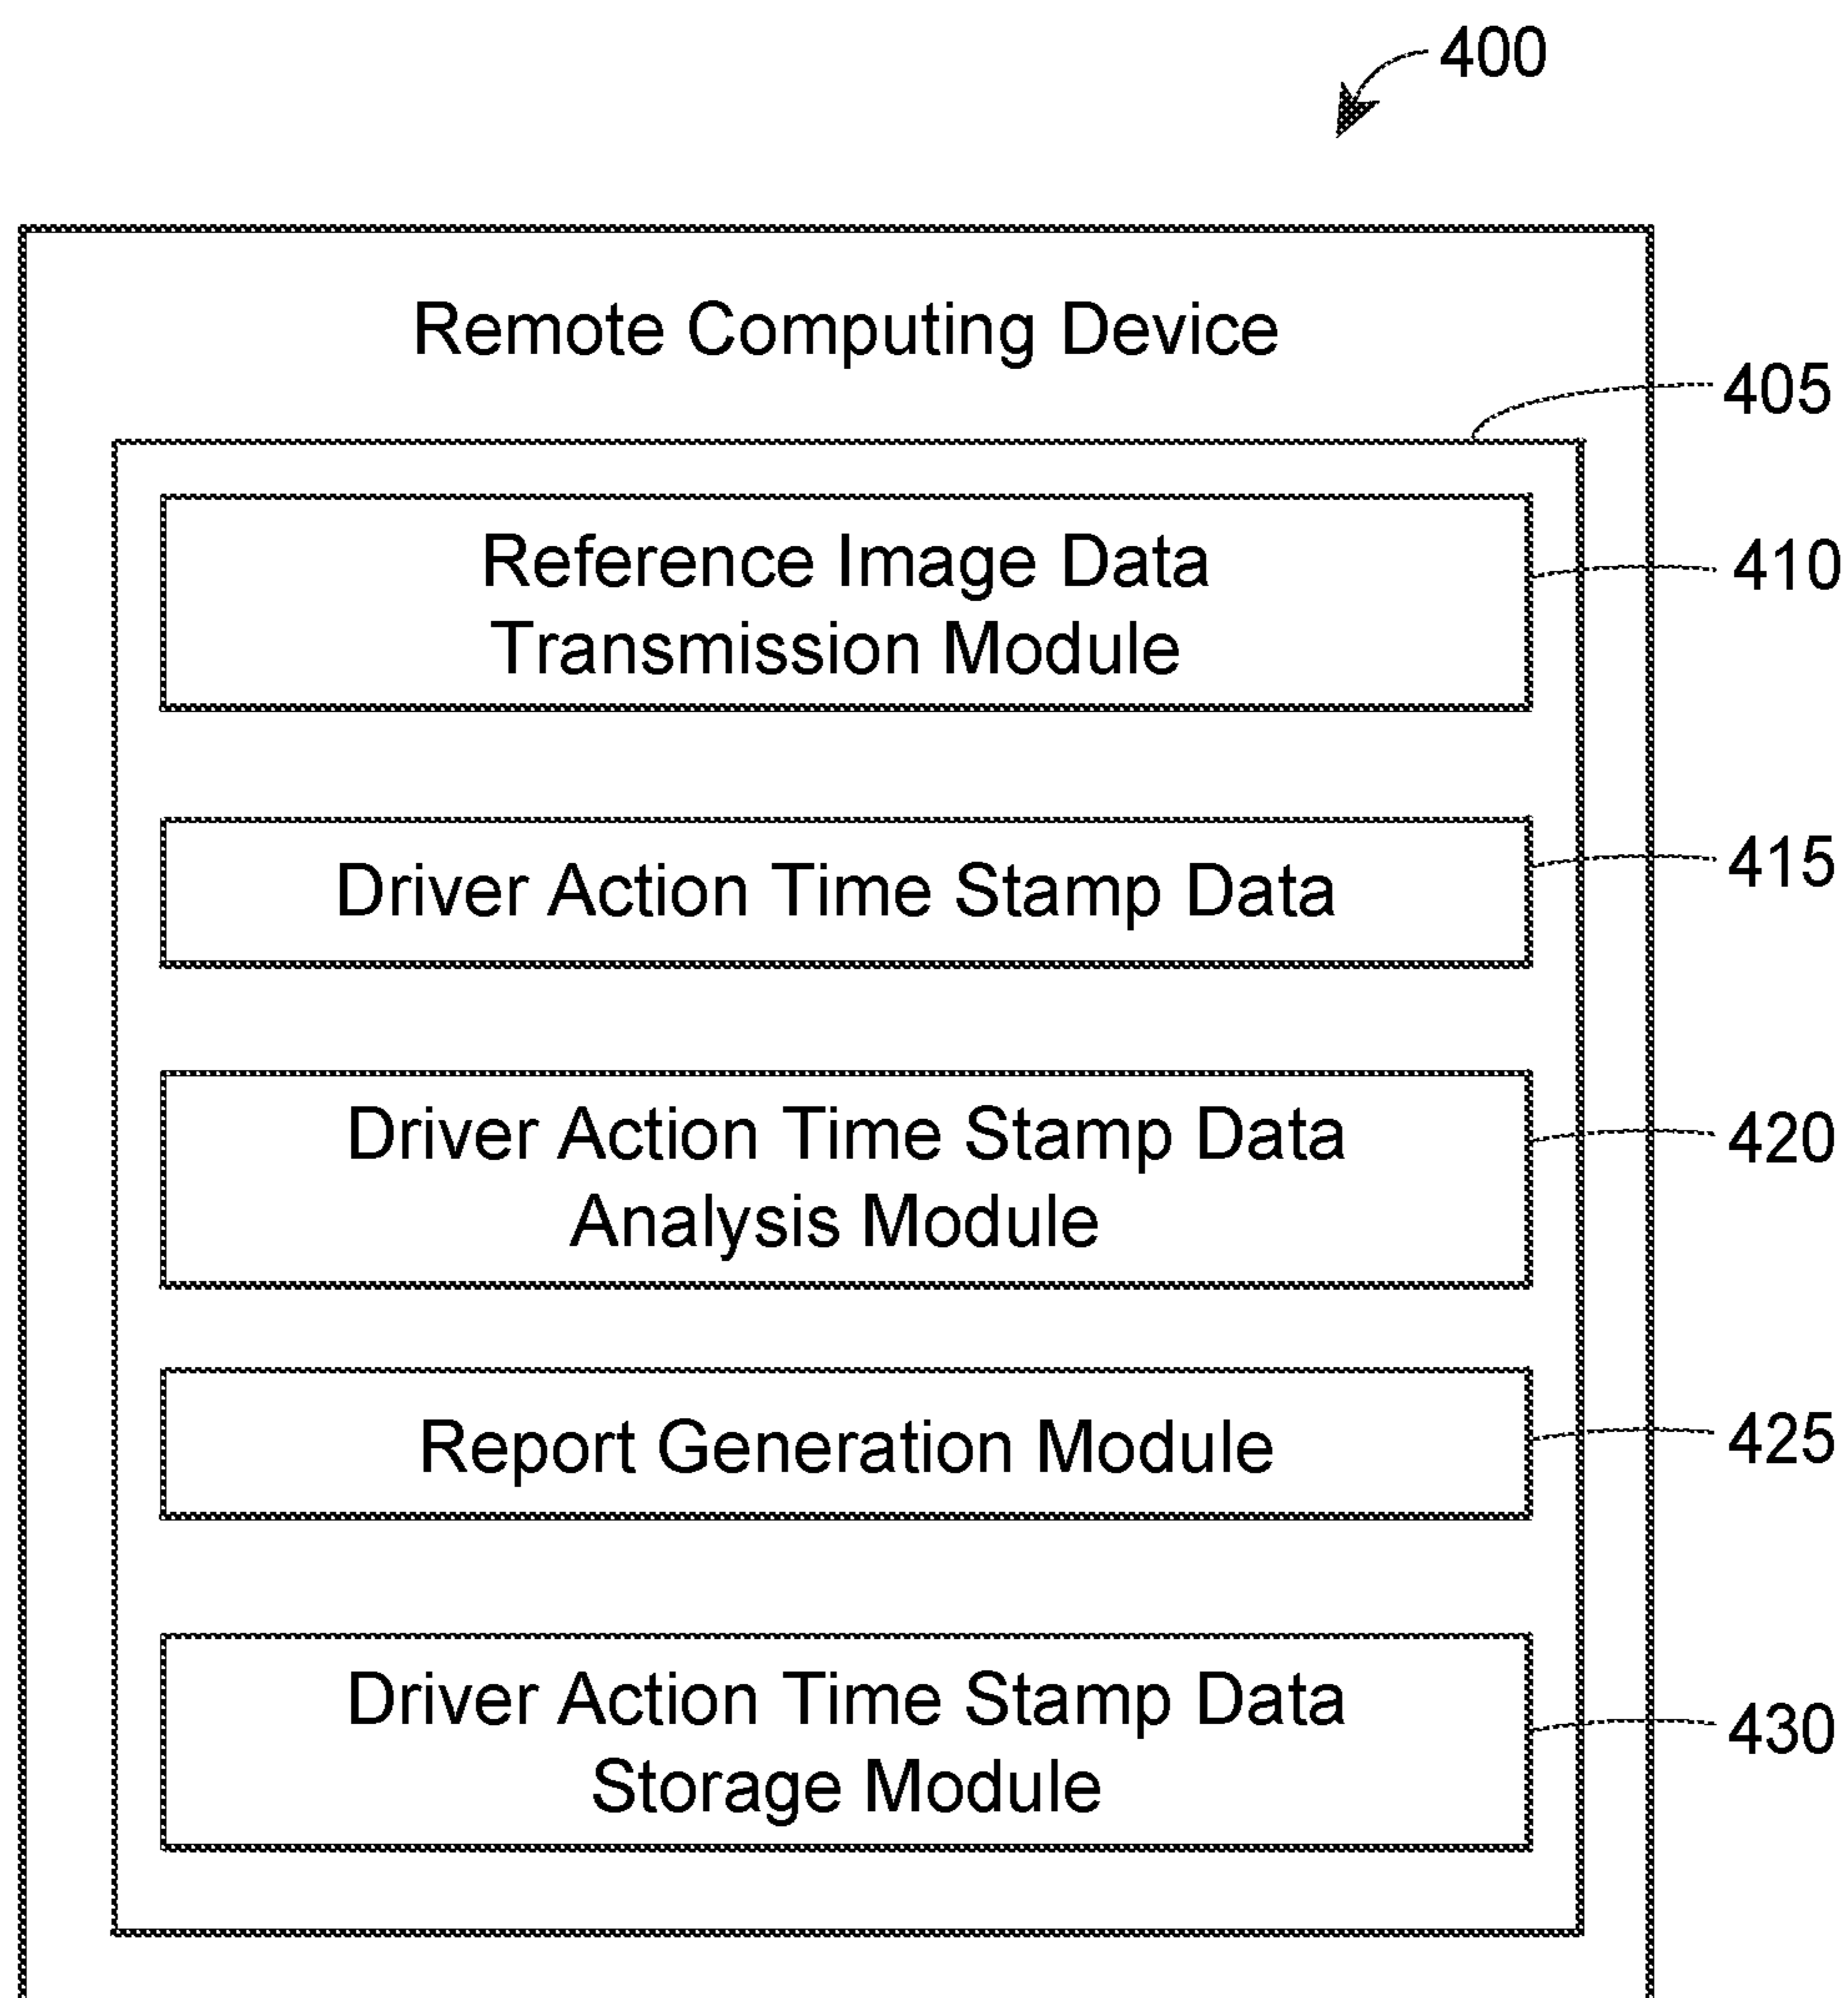 400
Remote Computing Device
405
Reference Image Data
Transmission Module
410
Driver Action Time Stamp Data
415
Driver Action Time Stamp Data
Analysis Module
420
Report Generation Module
425
Driver Action Time Stamp Data
Storage Module
430